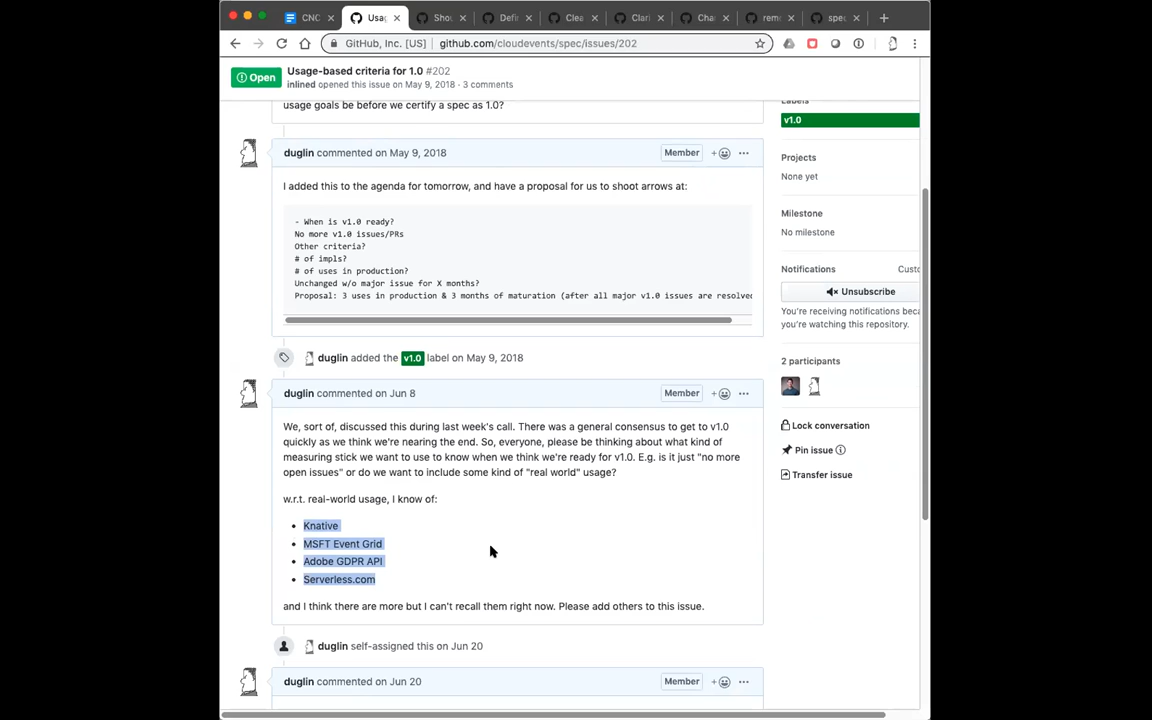 CNC
Usag
Shou
Defin
Clea
Clari
Char
rem
spec
GitHub, Inc. [US]
github.com/cloudevents/spec/issues/202
Open
Usage-based criteria for 1.0 #202
inlined opened this issue on May 9, 2018 · 3 comments
usage goals be before we certify a spec as 1.0?
duglin commented on May 9, 2018
Member
I added this to the agenda for tomorrow, and have a proposal for us to shoot arrows at:
- When is v1.0 ready?
No more v1.0 issues/PRs
Other criteria?
# of impls?
# of uses in production?
Unchanged w/o major issue for X months?
Proposal: 3 uses in production & 3 months of maturation (after all major v1.0 issues are resolved
duglin added the v1.0 label on May 9, 2018
duglin commented on Jun 8
Member
We, sort of, discussed this during last week's call. There was a general consensus to get to v1.0
quickly as we think we're nearing the end. So, everyone, please be thinking about what kind of
measuring stick we want to use to know when we think we're ready for v1.0. E.g. is it just "no more
open issues" or do we want to include some kind of "real world" usage?
w.r.t. real-world usage, I know of:
• Knative
• MSFT Event Grid
• Adobe GDPR API
• Serverless.com
and I think there are more but I can't recall them right now. Please add others to this issue.
duglin self-assigned this on Jun 20
duglin commented on Jun 20
Member
Labels
v1.0
Projects
None yet
Milestone
No milestone
Notifications
Custo
Unsubscribe
You're receiving notifications beca
you're watching this repository.
2 participants
Lock conversation
Pin issue
Transfer issue